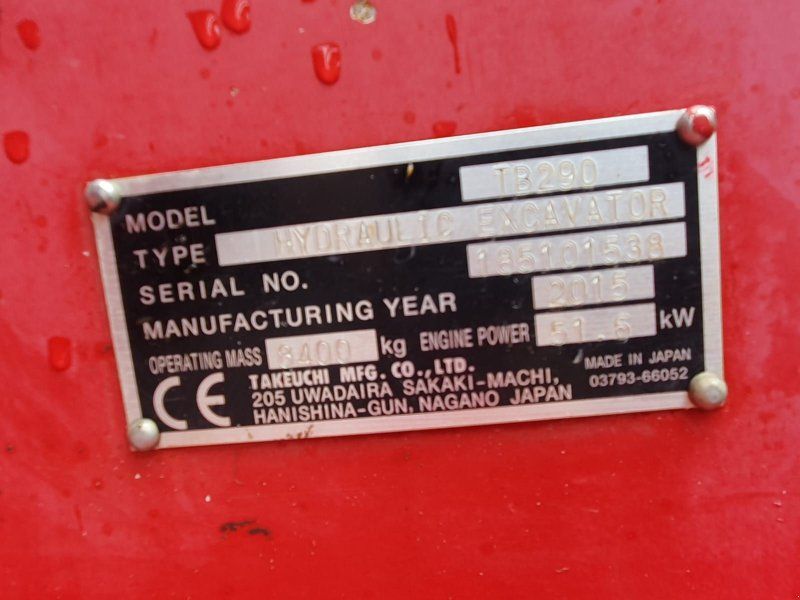 MODEL TB290
TYPE HYDRAULIC EXCAVATOR
SERIAL NO. 185101538
MANUFACTURING YEAR 2015
OPERATING MASS 8400 kg ENGINE POWER 51.6 kW
CE TAKEUCHI MFG. CO., LTD. MADE IN JAPAN
205 UWADAIRA SAKAKI-MACHI, 03793-66052
HANISHINA-GUN, NAGANO JAPAN